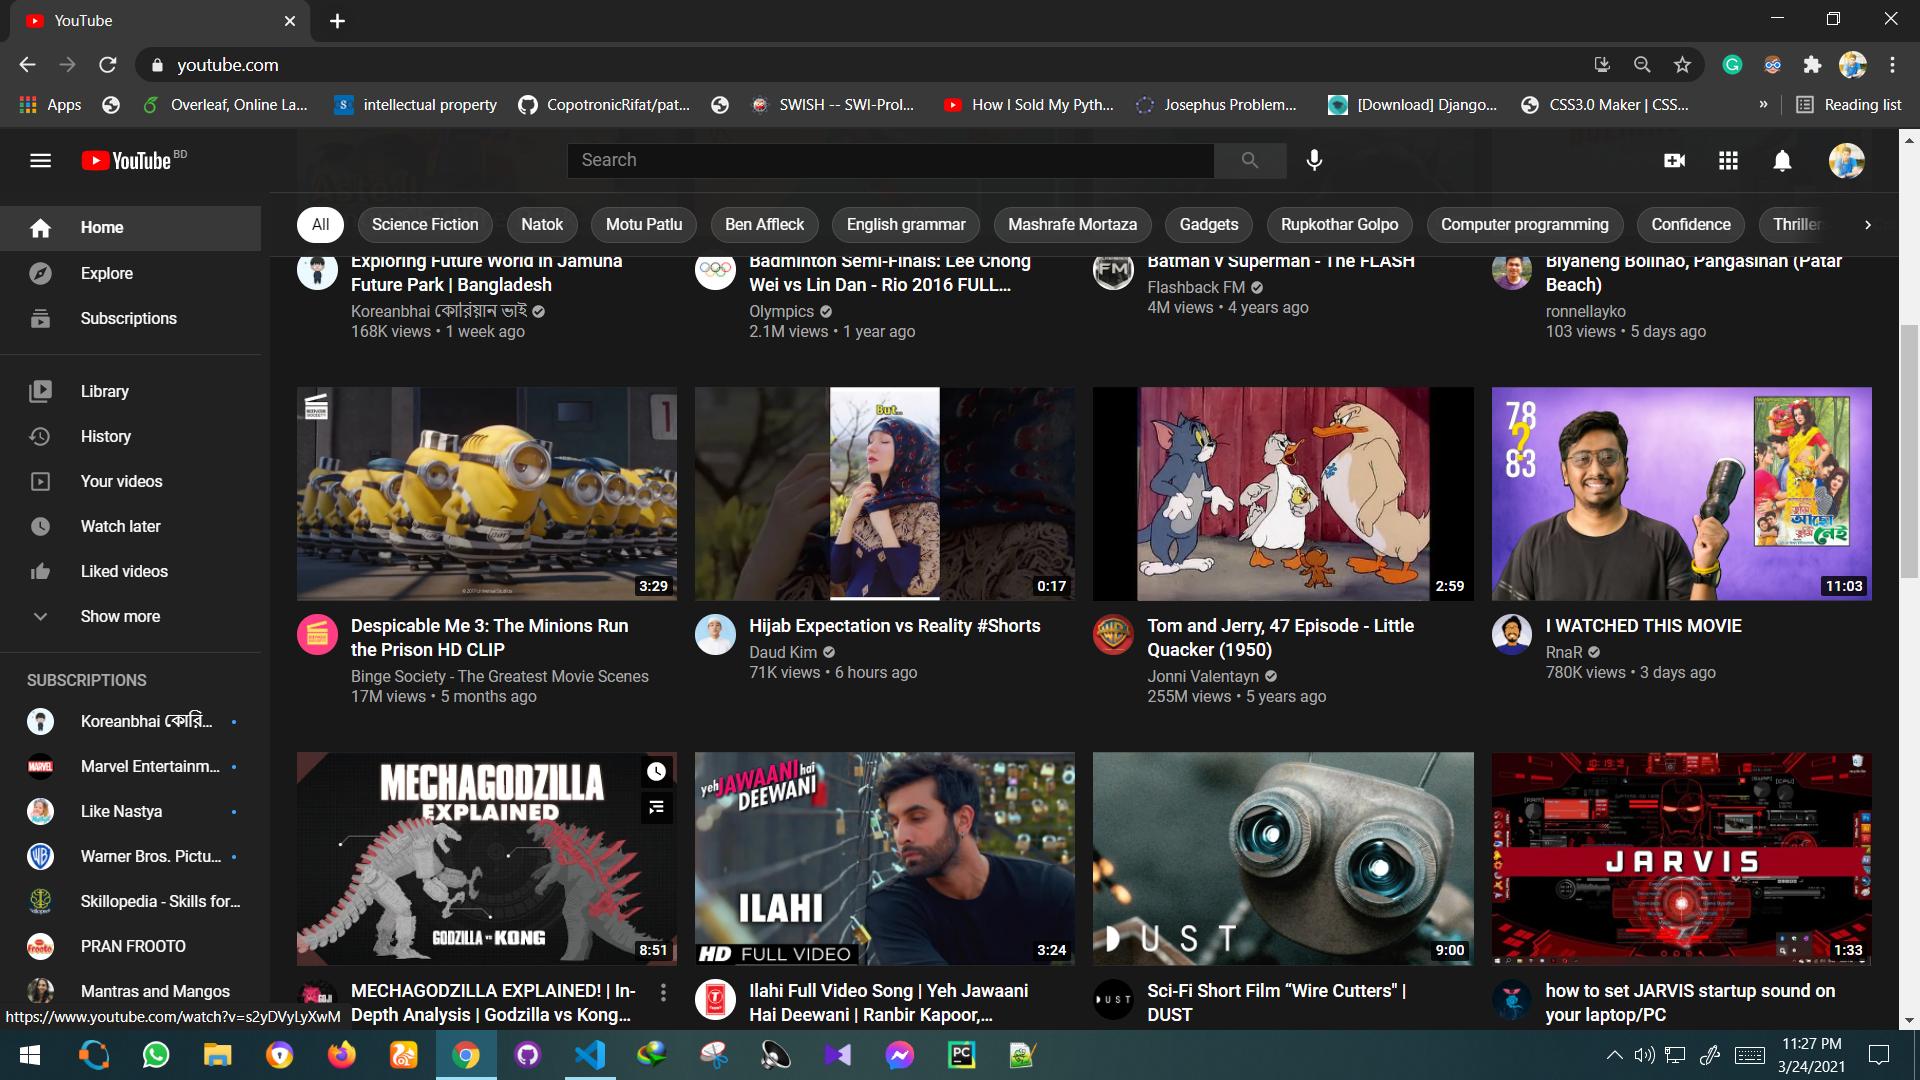 YouTube
youtube.com
Apps
Overleaf, Online La...
intellectual property
CopotronicRifat/pat...
SWISH -- SWI-Prol...
How I Sold My Pyth...
Josephus Problem...
[Download] Django...
CSS3.0 Maker | CSS...
»
Reading list
YouTube BD
Search
Home
Explore
Subscriptions
Library
History
Your videos
Watch later
Liked videos
Show more
SUBSCRIPTIONS
Koreanbhai কোরি...
Marvel Entertainm...
Like Nastya
Warner Bros. Pictu...
Skillopedia - Skills for...
PRAN FROOTO
Mantras and Mangos
All
Science Fiction
Natok
Motu Patlu
Ben Affleck
English grammar
Mashrafe Mortaza
Gadgets
Rupkothar Golpo
Computer programming
Confidence
Thriller
Exploring Future World in Jamuna
Future Park | Bangladesh
Koreanbhai কোরিয়ান ভাই
168K views • 1 week ago
Badminton Semi-Finals: Lee Chong
Wei vs Lin Dan - Rio 2016 FULL...
Olympics
2.1M views • 1 year ago
FM
Batman v Superman - The FLASH
Flashback FM
4M views • 4 years ago
Biyaheng Bolinao, Pangasinan (Patar
Beach)
ronnellayko
103 views • 5 days ago
3:29
Despicable Me 3: The Minions Run
the Prison HD CLIP
Binge Society - The Greatest Movie Scenes
17M views • 5 months ago
But...
0:17
Hijab Expectation vs Reality #Shorts
Daud Kim
71K views • 6 hours ago
2:59
Tom and Jerry, 47 Episode - Little
Quacker (1950)
Jonni Valentayn
255M views • 5 years ago
78
?
83
তুমি
আছো
তুমি
নেই
11:03
I WATCHED THIS MOVIE
RnaR
780K views • 3 days ago
MECHAGODZILLA
EXPLAINED
GODZILLA vs KONG
8:51
MECHAGODZILLA EXPLAINED! | In-
Depth Analysis | Godzilla vs Kong...
yeh JAWAANI hai
DEEWANI
ILAHI
HD FULL VIDEO
3:24
Ilahi Full Video Song | Yeh Jawaani
Hai Deewani | Ranbir Kapoor,...
DUST
9:00
DUST
Sci-Fi Short Film “Wire Cutters" |
DUST
JARVIS
1:33
how to set JARVIS startup sound on
your laptop/PC
https://www.youtube.com/watch?v=s2yDVyLyXwM
11:27 PM
3/24/2021